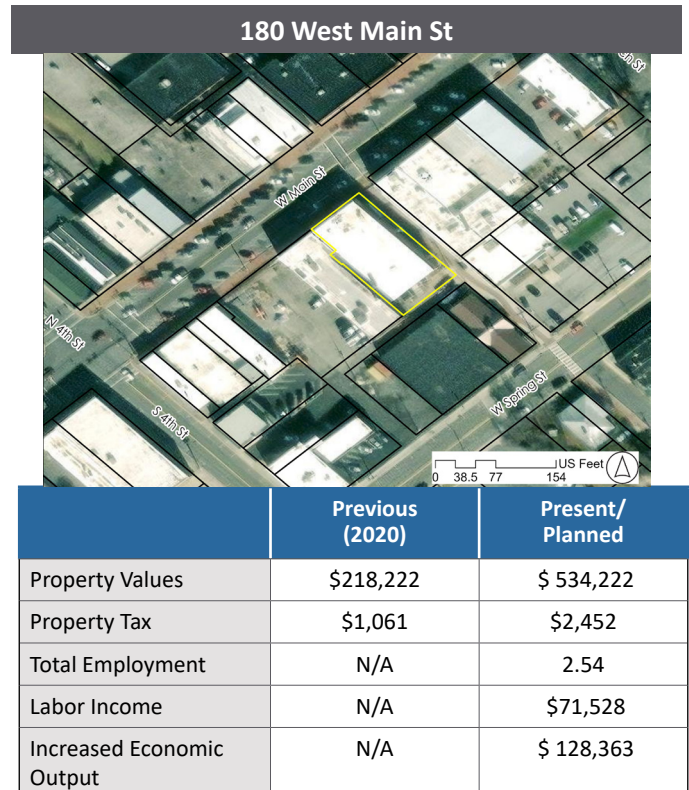 180 West Main St
ch St
W Main St
N 4th St
S 4th St
W Spring St
US Feet
0 38.5 77 154
Previous
(2020)
Present/
Planned
Property Values $218,222 $ 534,222
Property Tax $1,061 $2,452
Total Employment N/A 2.54
Labor Income N/A $71,528
Increased Economic
Output N/A $ 128,363